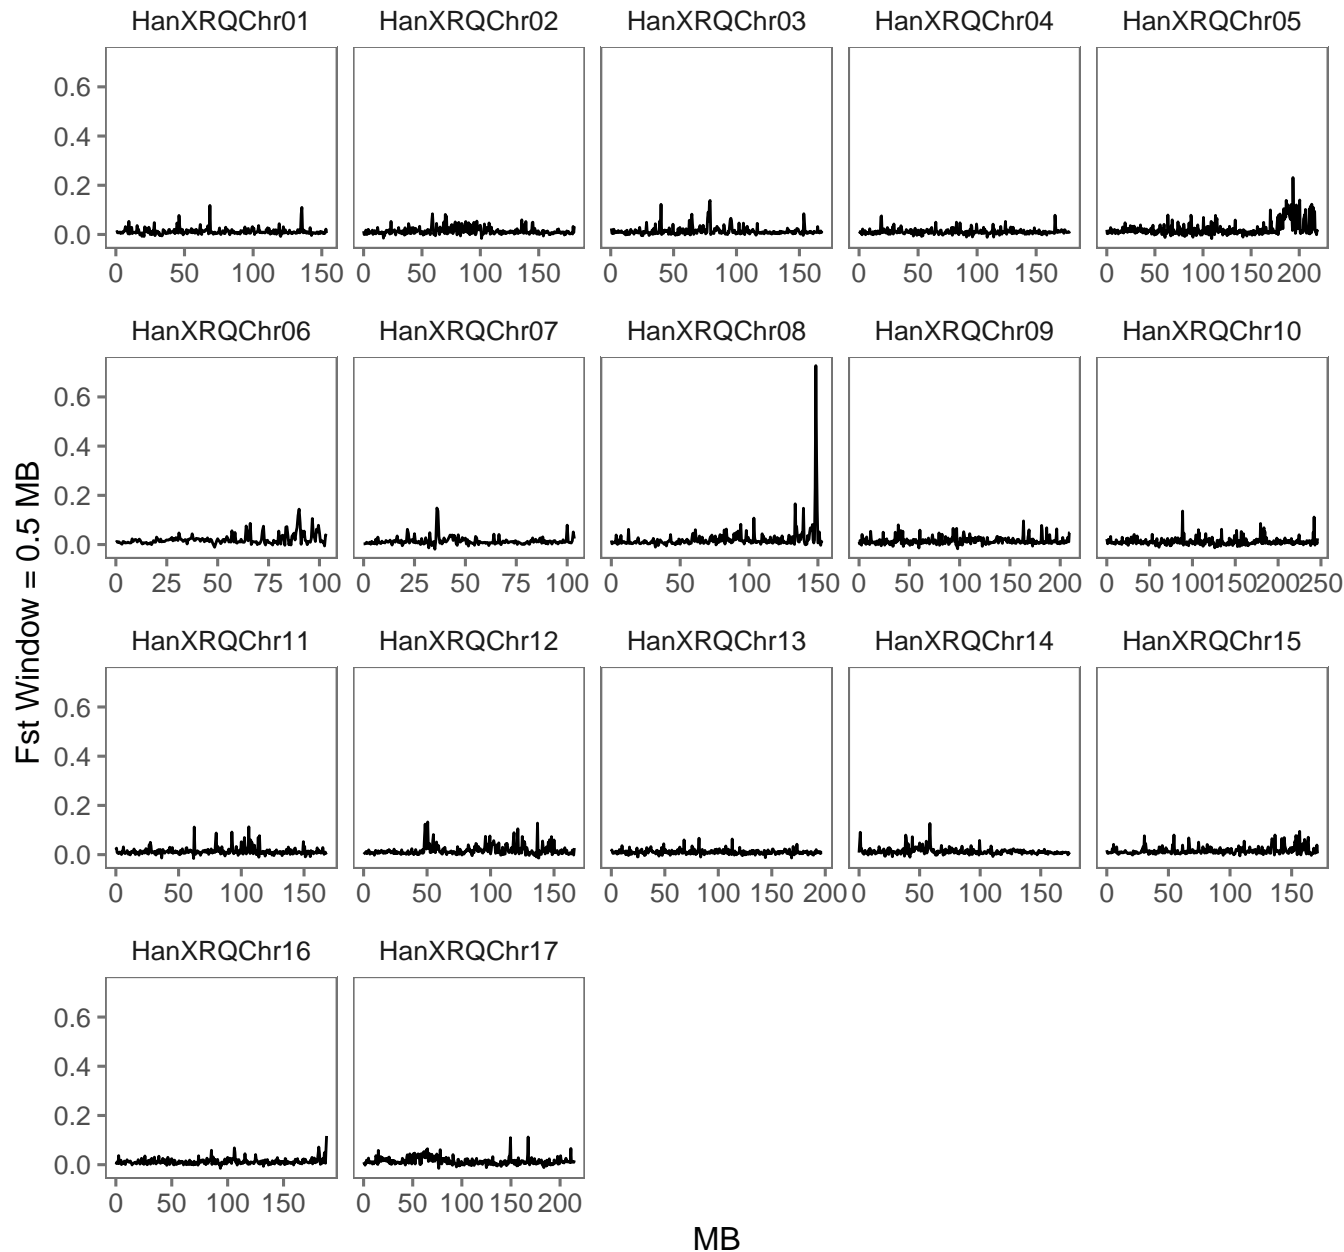 HanXRQChr01 HanXRQChr02 HanXRQChr03 HanXRQChr04 HanXRQChr05
0.6
0.4
0.2
0.0
0 50 100 150 0 50 100 150 0 50 100 150 0 50 100 150 0 50 100 150 200
HanXRQChr06 HanXRQChr07 HanXRQChr08 HanXRQChr09 HanXRQChr10
0.6
0.4
0.2
0.0
0 25 50 75 100 0 25 50 75 100 0 50 100 150 0 50 100 150 200 0 50 100 150 200 250
Fst Window = 0.5 MB
HanXRQChr11 HanXRQChr12 HanXRQChr13 HanXRQChr14 HanXRQChr15
0.6
0.4
0.2
0.0
0 50 100 150 0 50 100 150 0 50 100 150 200 0 50 100 150 0 50 100 150
HanXRQChr16 HanXRQChr17
0.6
0.4
0.2
0.0
0 50 100 150 0 50 100 150 200
MB